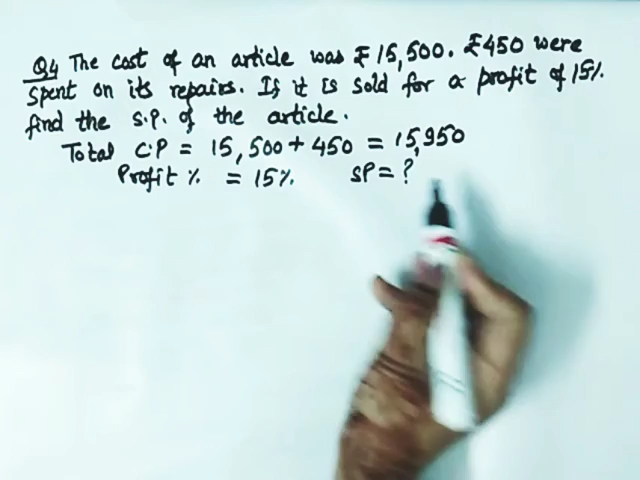 Q4 The cost of an article was ₹15,500. ₹450 were
spent on its repairs. If it is sold for a profit of 15%.
find the s.p. of the article.
Total C.P = 15,500 + 450 = 15,950
Profit % = 15% SP = ?